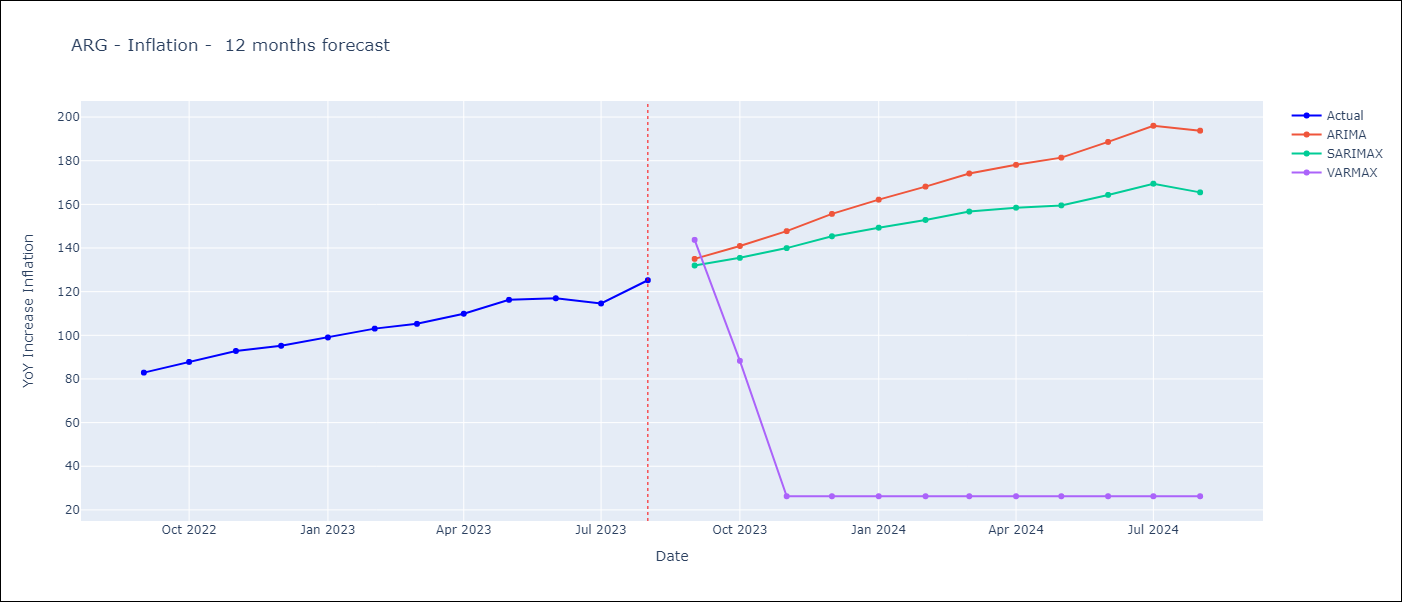 ARG - Inflation -  12 months forecast
200
180
160
140
120
100
80
60
40
20
YoY Increase Inflation
Oct 2022
Jan 2023
Apr 2023
Jul 2023
Oct 2023
Jan 2024
Apr 2024
Jul 2024
Date
Actual
ARIMA
SARIMAX
VARMAX